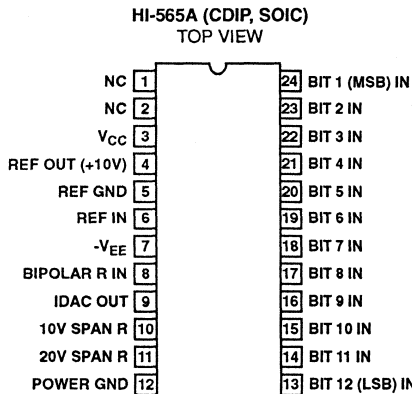 HI-565A (CDIP, SOIC)
TOP VIEW
NC 1 24 BIT 1 (MSB) IN
NC 2 23 BIT 2 IN
VCC 3 22 BIT 3 IN
REF OUT (+10V) 4 21 BIT 4 IN
REF GND 5 20 BIT 5 IN
REF IN 6 19 BIT 6 IN
-VEE 7 18 BIT 7 IN
BIPOLAR R IN 8 17 BIT 8 IN
IDAC OUT 9 16 BIT 9 IN
10V SPAN R 10 15 BIT 10 IN
20V SPAN R 11 14 BIT 11 IN
POWER GND 12 13 BIT 12 (LSB) IN